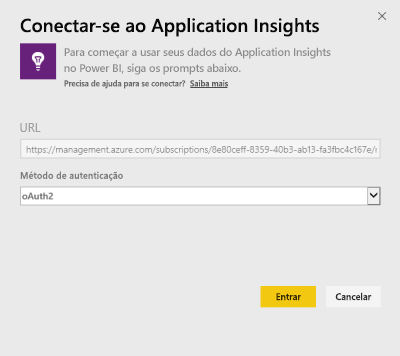 Conectar-se ao Application Insights
Para começar a usar seus dados do Application Insights
no Power BI, siga os prompts abaixo.
Precisa de ajuda para se conectar? Saiba mais
URL
https://management.azure.com/subscriptions/8e80ceff-8359-40b3-ab13-fa3fbc4c167e/r
Método de autenticação
oAuth2
Entrar Cancelar